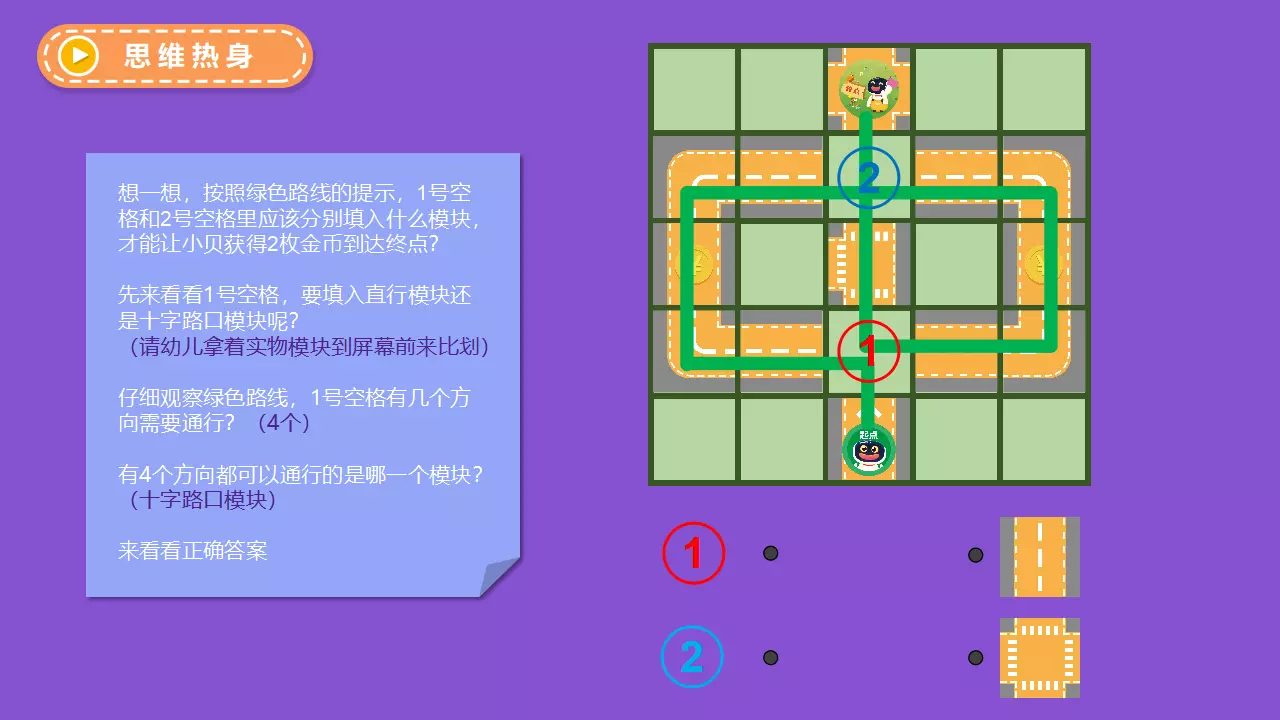 思维热身
想一想，按照绿色路线的提示，1号空
格和2号空格里应该分别填入什么模块，
才能让小贝获得2枚金币到达终点？
先来看看1号空格，要填入直行模块还
是十字路口模块呢？
（请幼儿拿着实物模块到屏幕前来比划）
仔细观察绿色路线，1号空格有几个方
向需要通行？（4个）
有4个方向都可以通行的是哪一个模块？
（十字路口模块）
来看看正确答案
2
¥
¥
1
起点
1
2